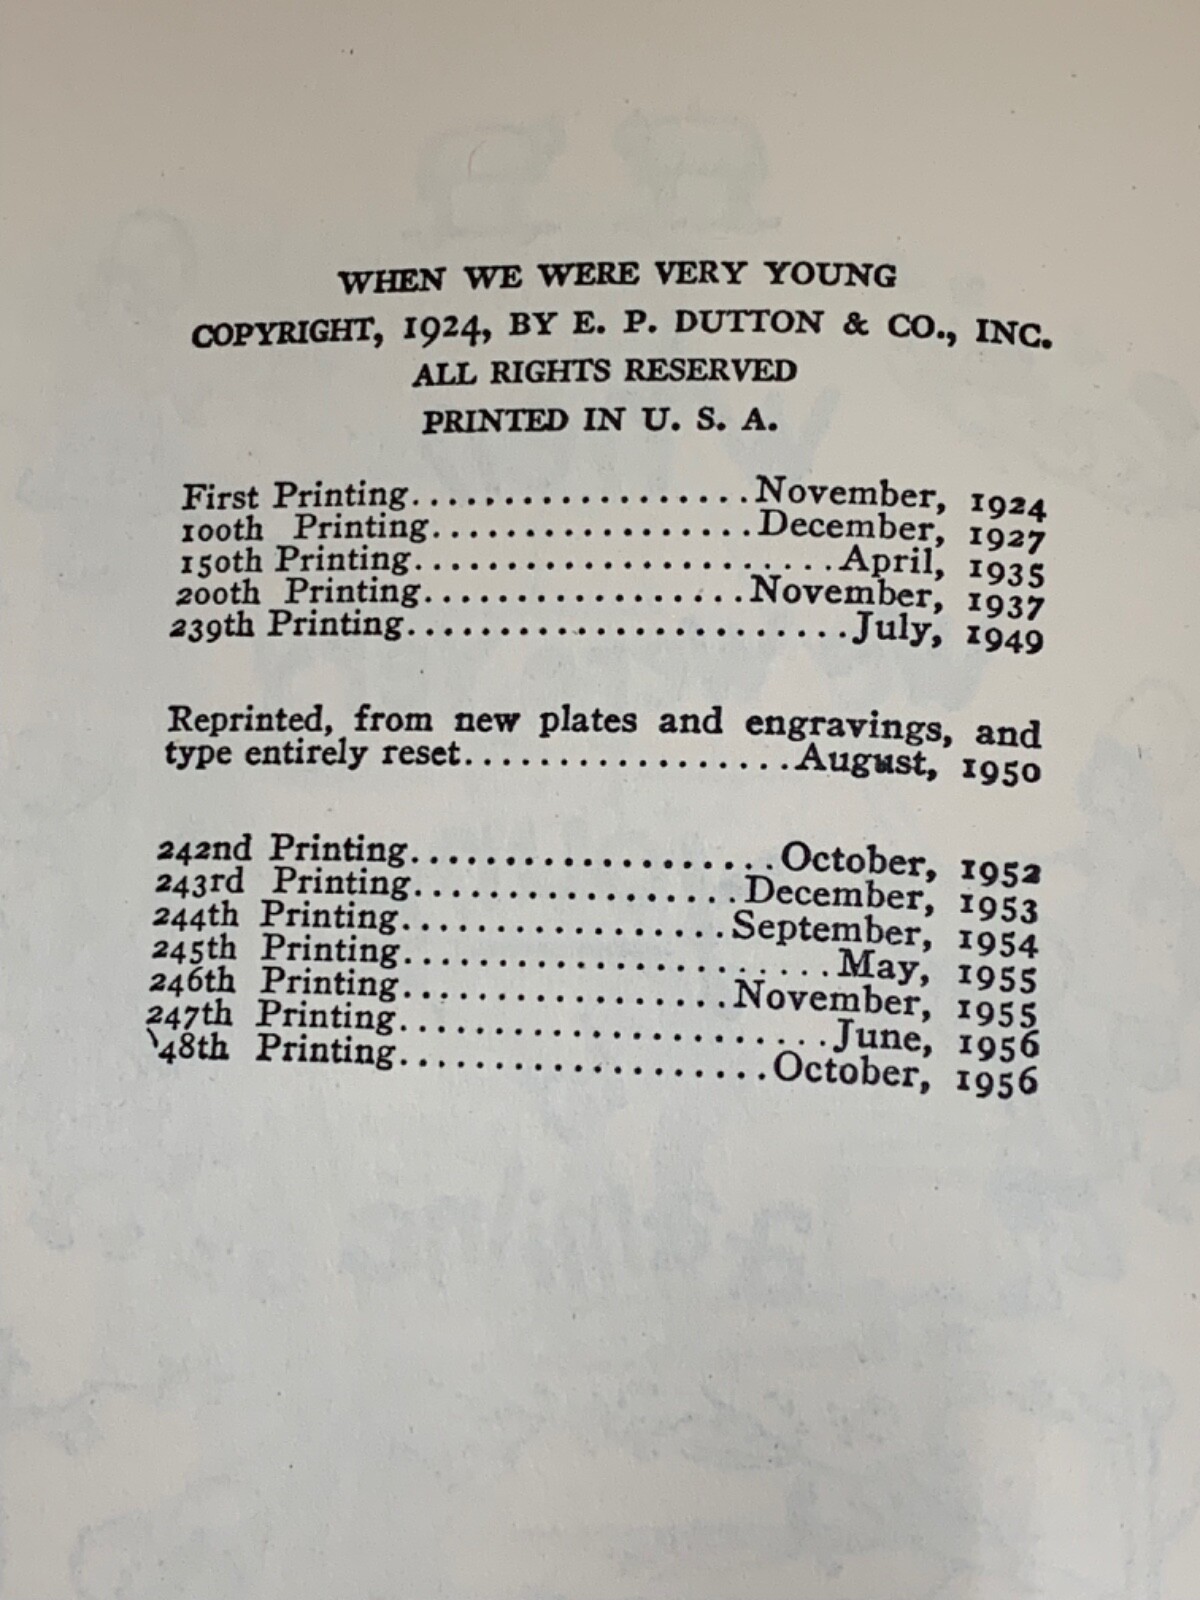 WHEN WE WERE VERY YOUNG
COPYRIGHT, 1924, BY E. P. DUTTON & CO., INC.
ALL RIGHTS RESERVED
PRINTED IN U. S. A.
First Printing...................November, 1924
100th Printing..................December, 1927
150th Printing.......................April, 1935
200th Printing..................November, 1937
239th Printing........................July, 1949
Reprinted, from new plates and engravings, and
type entirely reset..................August, 1950
242nd Printing....................October, 1952
243rd Printing..................December, 1953
244th Printing..................September, 1954
245th Printing.......................May, 1955
246th Printing..................November, 1955
247th Printing.......................June, 1956
48th Printing....................October, 1956